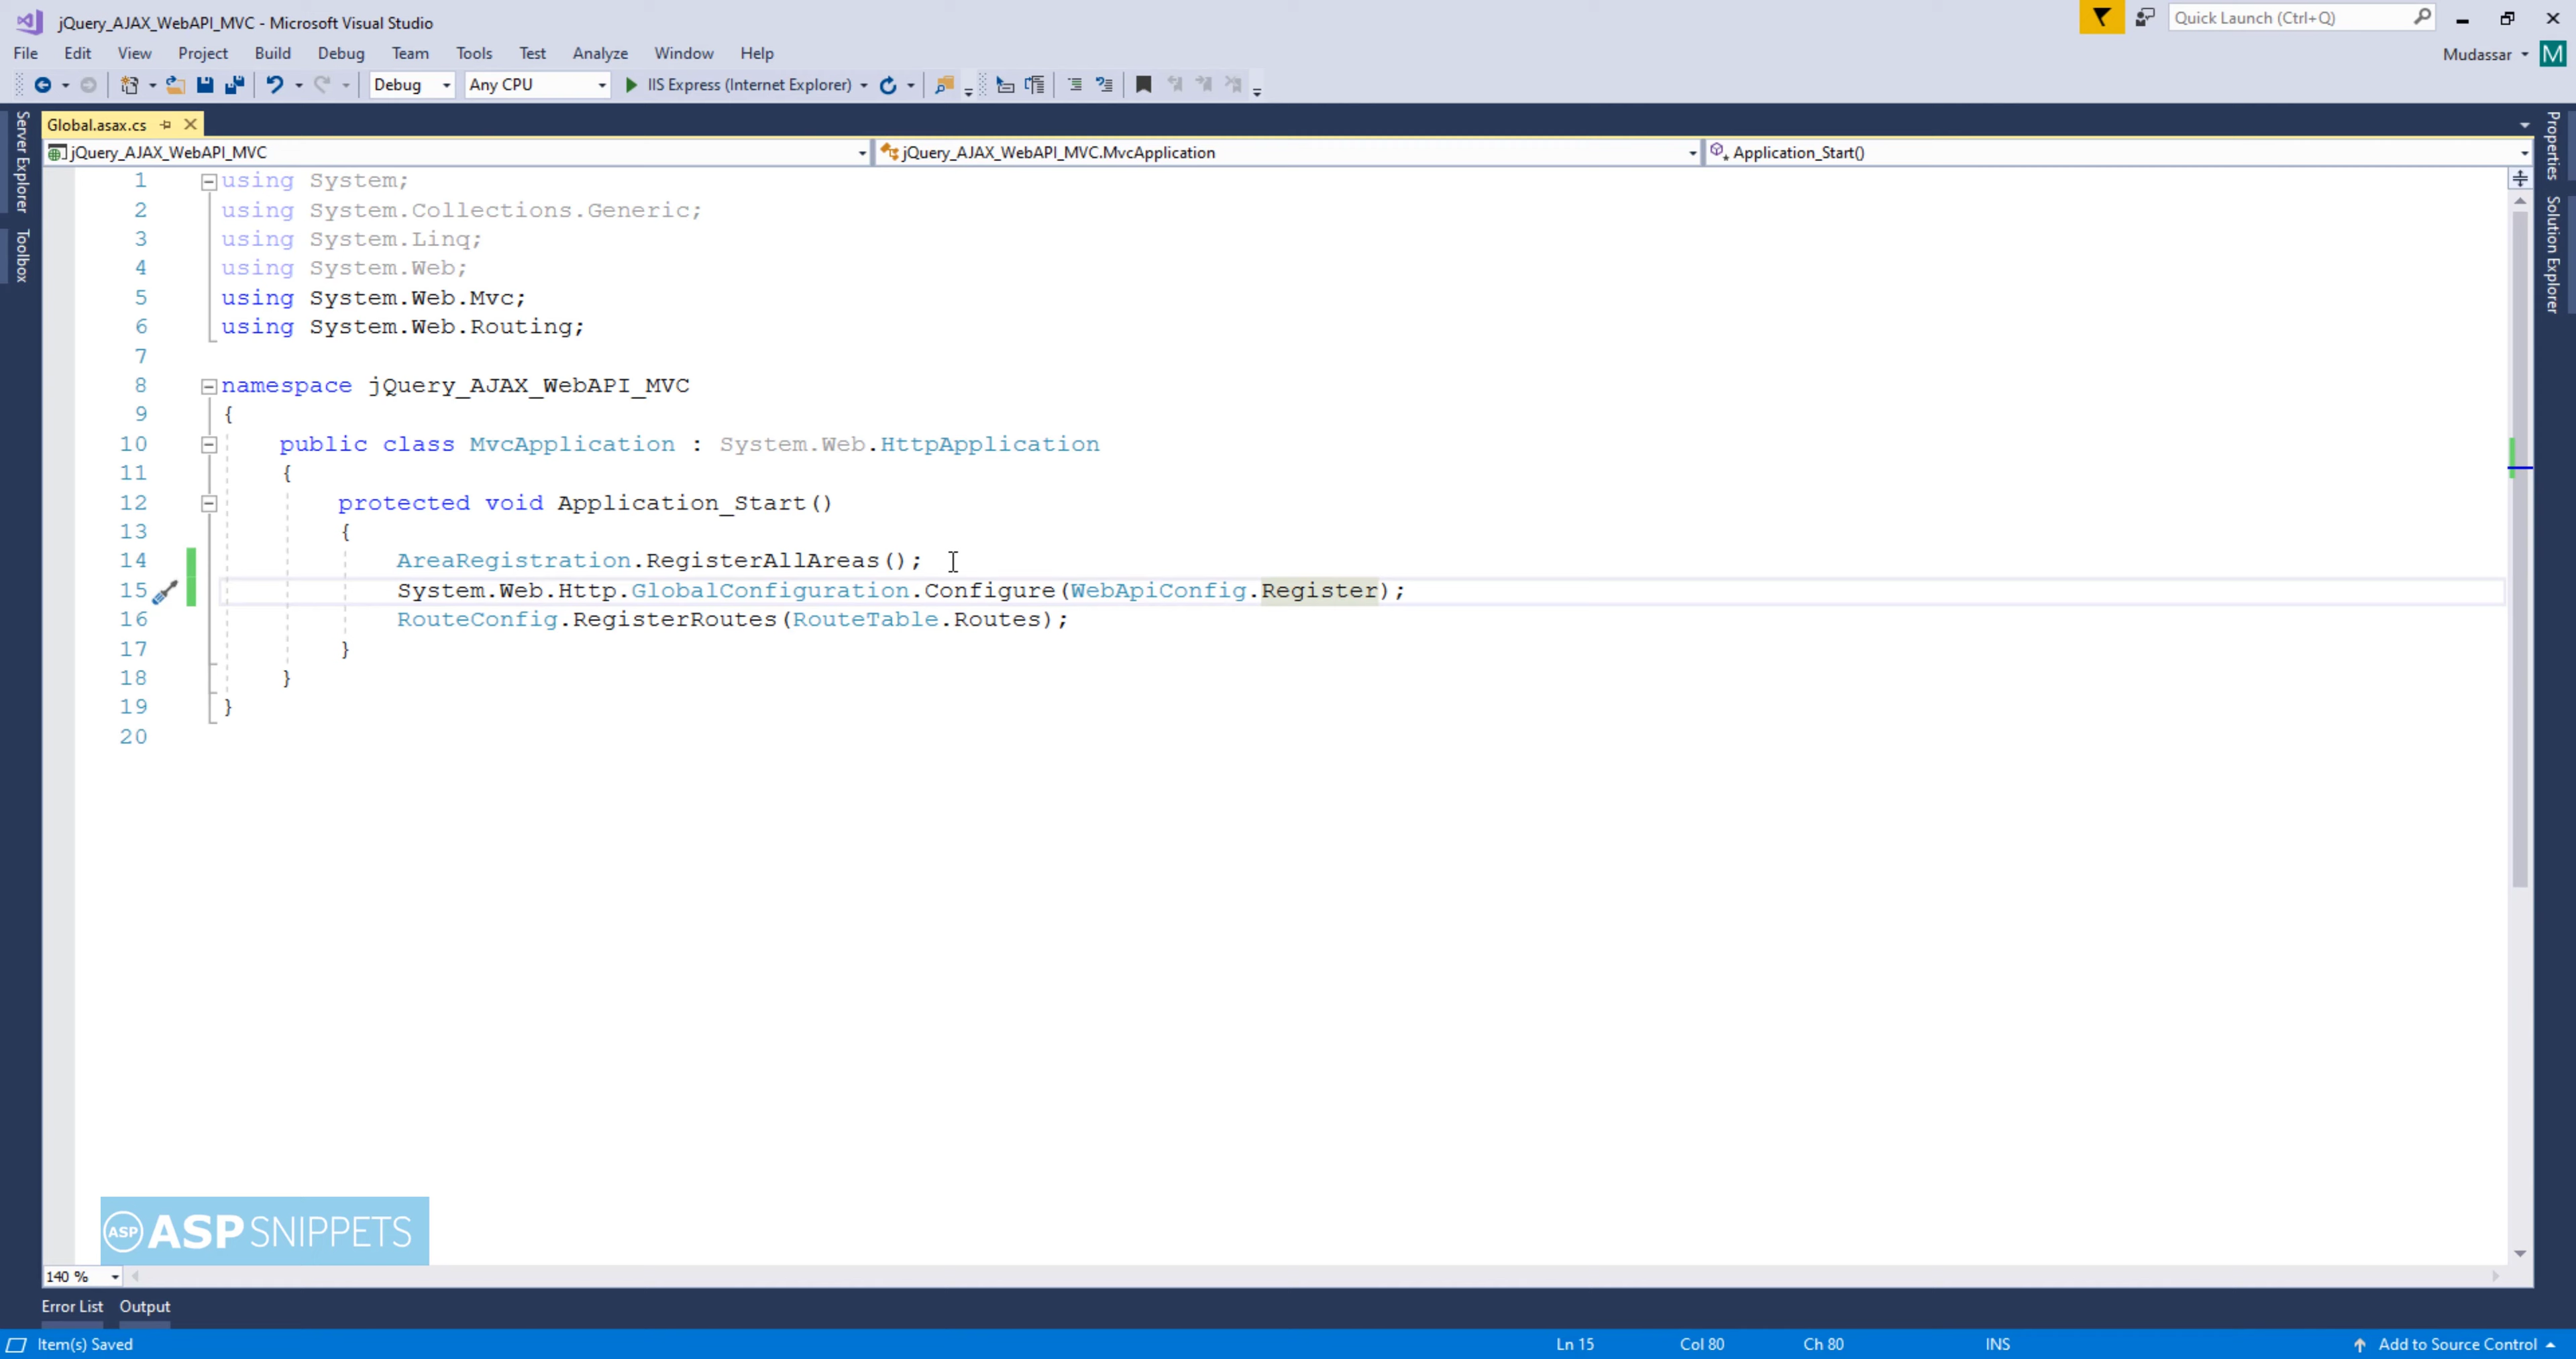 jQuery_AJAX_WebAPI_MVC - Microsoft Visual Studio
Quick Launch (Ctrl+Q)
File Edit View Project Build Debug Team Tools Test Analyze Window Help
Mudassar M
Debug Any CPU IIS Express (Internet Explorer)
Server Explorer
Toolbox
Properties
Solution Explorer
Global.asax.cs
jQuery_AJAX_WebAPI_MVC jQuery_AJAX_WebAPI_MVC.MvcApplication Application_Start()
1 using System;
2 using System.Collections.Generic;
3 using System.Linq;
4 using System.Web;
5 using System.Web.Mvc;
6 using System.Web.Routing;
7
8 namespace jQuery_AJAX_WebAPI_MVC
9 {
10 public class MvcApplication : System.Web.HttpApplication
11 {
12 protected void Application_Start()
13 {
14 AreaRegistration.RegisterAllAreas();
15 System.Web.Http.GlobalConfiguration.Configure(WebApiConfig.Register);
16 RouteConfig.RegisterRoutes(RouteTable.Routes);
17 }
18 }
19 }
20
ASP ASPSNIPPETS
140 %
Error List Output
Item(s) Saved Ln 15 Col 80 Ch 80 INS Add to Source Control